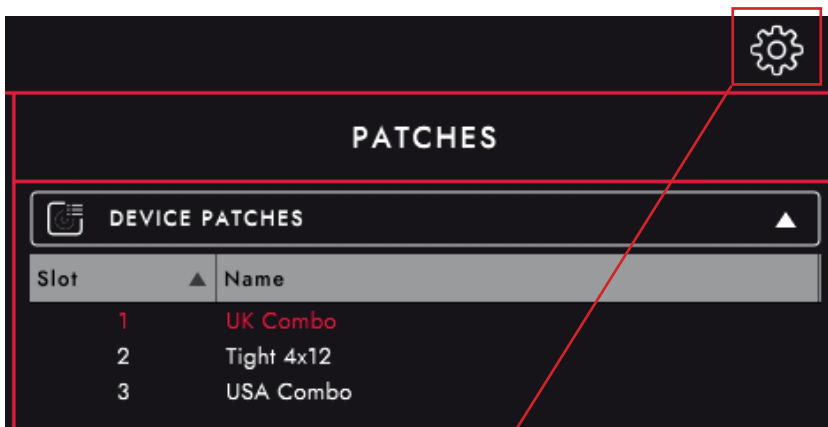 PATCHES
DEVICE PATCHES
Slot Name
1 UK Combo
2 Tight 4x12
3 USA Combo